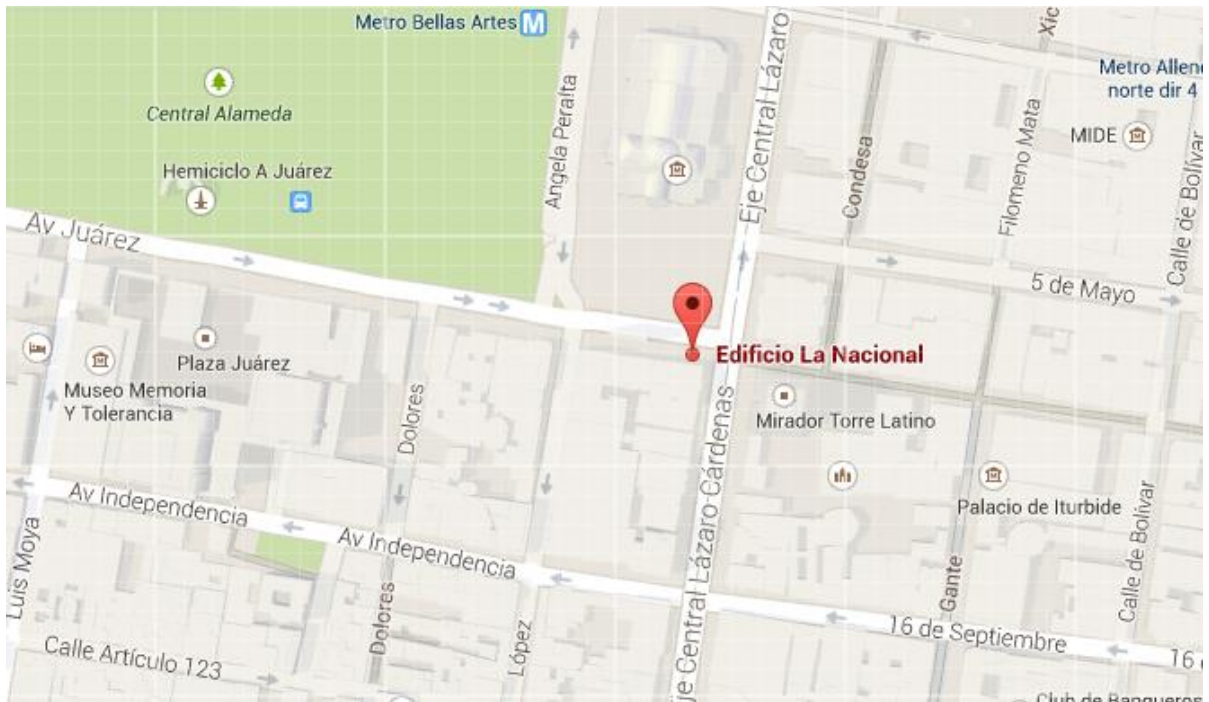 Metro Bellas Artes M
Central Alameda
Hemiciclo A Juárez
Av Juárez
Angela Peralta
Eje Central Lázaro
Condesa
Filomeno Mata
Xic
Metro Allen
norte dir 4
MIDE
Calle de Bolívar
5 de Mayo
Edificio La Nacional
Plaza Juárez
Museo Memoria
Y Tolerancia
Dolores
Mirador Torre Latino
Eje Central Lázaro Cárdenas
Palacio de Iturbide
Calle de Bolívar
Av Independencia
Av Independencia
Luis Moya
Dolores
López
Gante
16 de Septiembre
16
Calle Artículo 123
je Central Lázaro
Club de Banqueros